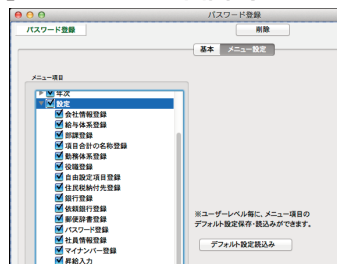 パスワード登録
パスワード登録
削除
基本 メニュー設定
メニュー項目
年次
設定
会社情報登録
給与体系登録
部課登録
項目合計の名称登録
勤務体系登録
役職登録
自由設定項目登録
住民税納付先登録
銀行登録
依頼銀行登録
郵便辞書登録
パスワード登録
社員情報登録
マイナンバー登録
昇給入力
※ユーザーレベル毎に、メニュー項目の
デフォルト設定保存・読込みができます。
デフォルト設定読込み